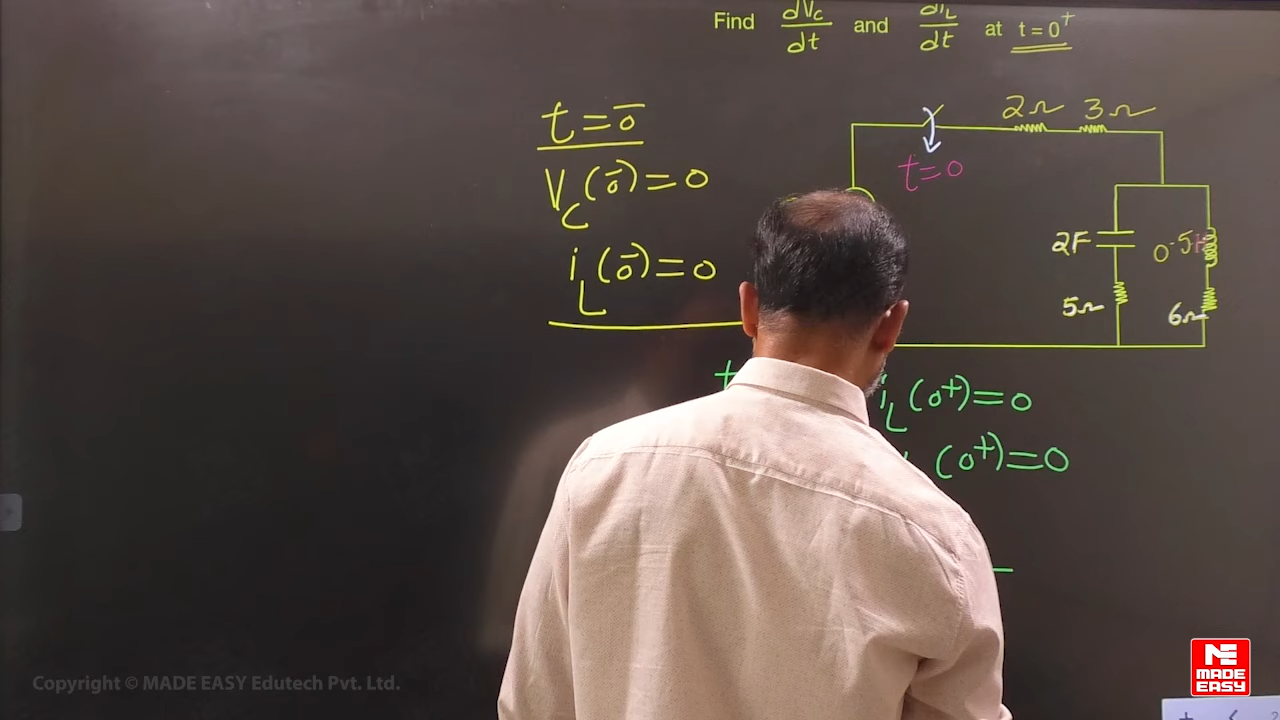 Find dVc/dt and diL/dt at t = 0⁺
t = 0⁻
Vc(0⁻) = 0
iL(0⁻) = 0
2Ω 3Ω
t = 0
2F 0.5H
5Ω 6Ω
iL(0⁺) = 0
(0⁺) = 0
Copyright © MADE EASY Edutech Pvt. Ltd.
MADE
EASY